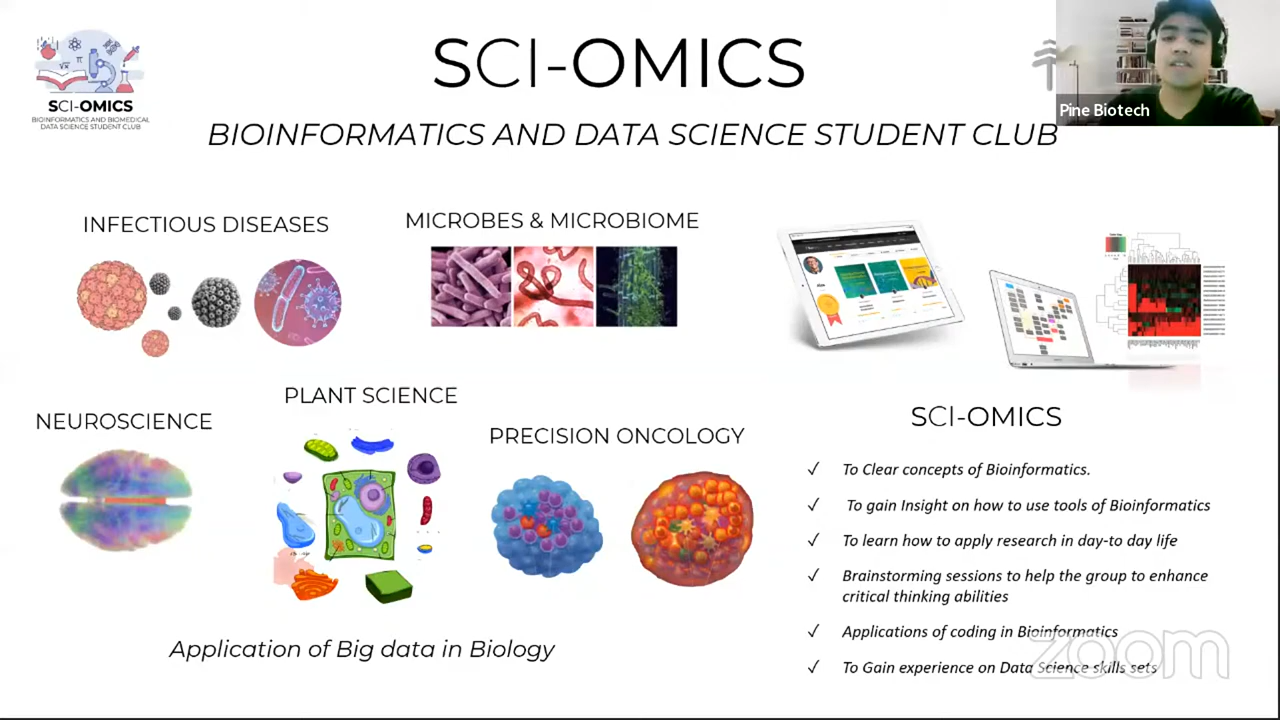 SCI-OMICS
BIOINFORMATICS AND BIOMEDICAL
DATA SCIENCE STUDENT CLUB
SCI-OMICS
BIOINFORMATICS AND DATA SCIENCE STUDENT CLUB
Pine Biotech
INFECTIOUS DISEASES
MICROBES & MICROBIOME
NEUROSCIENCE
PLANT SCIENCE
PRECISION ONCOLOGY
Application of Big data in Biology
SCI-OMICS
✓ To Clear concepts of Bioinformatics.
✓ To gain Insight on how to use tools of Bioinformatics
✓ To learn how to apply research in day-to day life
✓ Brainstorming sessions to help the group to enhance
critical thinking abilities
✓ Applications of coding in Bioinformatics
✓ To Gain experience on Data Science skills sets
zoom